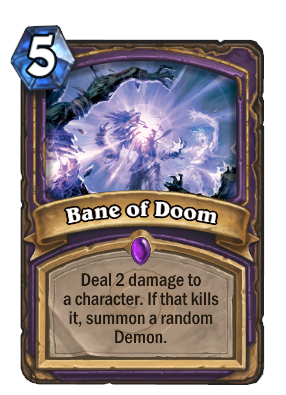 5
Bane of Doom
Deal 2 damage to
a character. If that kills
it, summon a random
Demon.